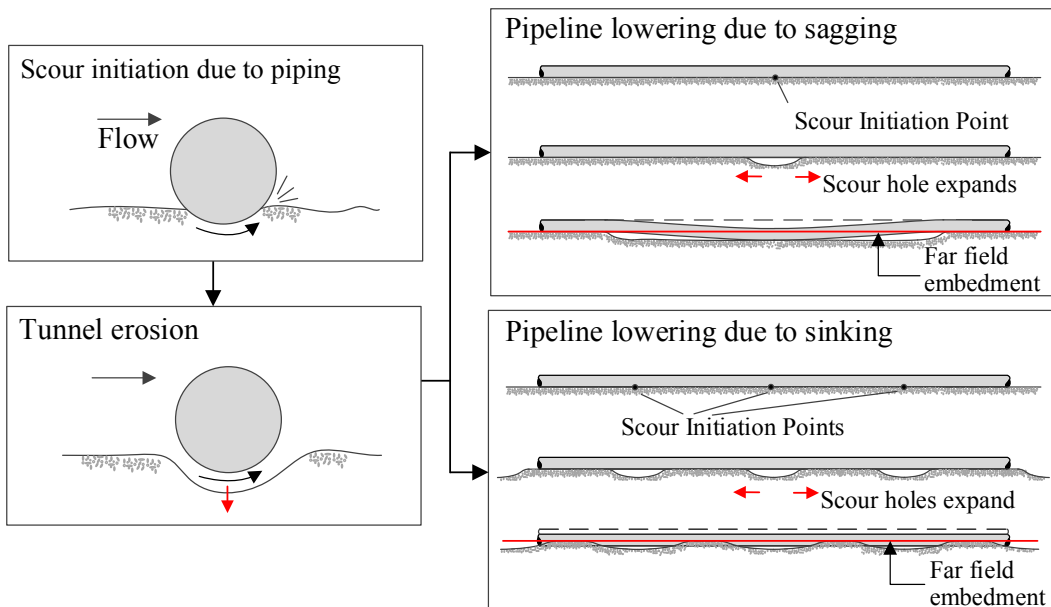 Scour initiation due to piping
Flow
Tunnel erosion
Pipeline lowering due to sagging
Scour Initiation Point
Scour hole expands
Far field
embedment
Pipeline lowering due to sinking
Scour Initiation Points
Scour holes expand
Far field
embedment